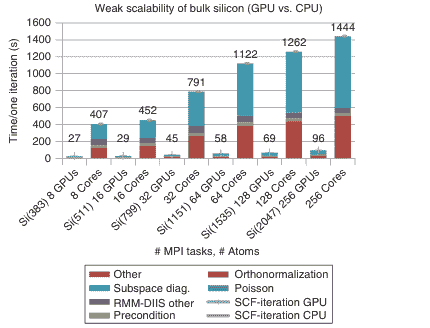 Weak scalability of bulk silicon (GPU vs. CPU)
1600
1400
1200
1000
800
600
400
200
0
Time/one iteration (s)
27
407
29
452
45
791
58
1122
69
1262
96
1444
Si(383) 8 GPUs
8 Cores
Si(511) 16 GPUs
16 Cores
Si(799) 32 GPUs
32 Cores
Si(1151) 64 GPUs
64 Cores
Si(1535) 128 GPUs
128 Cores
Si(2047) 256 GPUs
256 Cores
# MPI tasks, # Atoms
Other
Orthonormalization
Subspace diag.
Poisson
RMM-DIIS other
SCF-iteration GPU
Precondition
SCF-iteration CPU